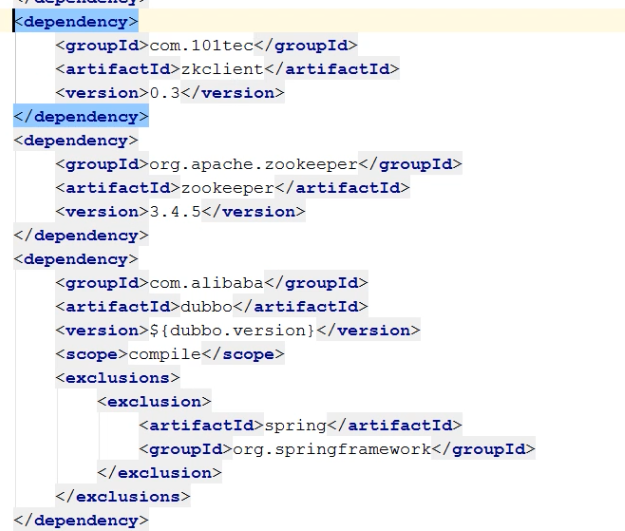 </dependency>
<dependency>
<groupId>com.101tec</groupId>
<artifactId>zkclient</artifactId>
<version>0.3</version>
</dependency>
<dependency>
<groupId>org.apache.zookeeper</groupId>
<artifactId>zookeeper</artifactId>
<version>3.4.5</version>
</dependency>
<dependency>
<groupId>com.alibaba</groupId>
<artifactId>dubbo</artifactId>
<version>${dubbo.version}</version>
<scope>compile</scope>
<exclusions>
<exclusion>
<artifactId>spring</artifactId>
<groupId>org.springframework</groupId>
</exclusion>
</exclusions>
</dependency>